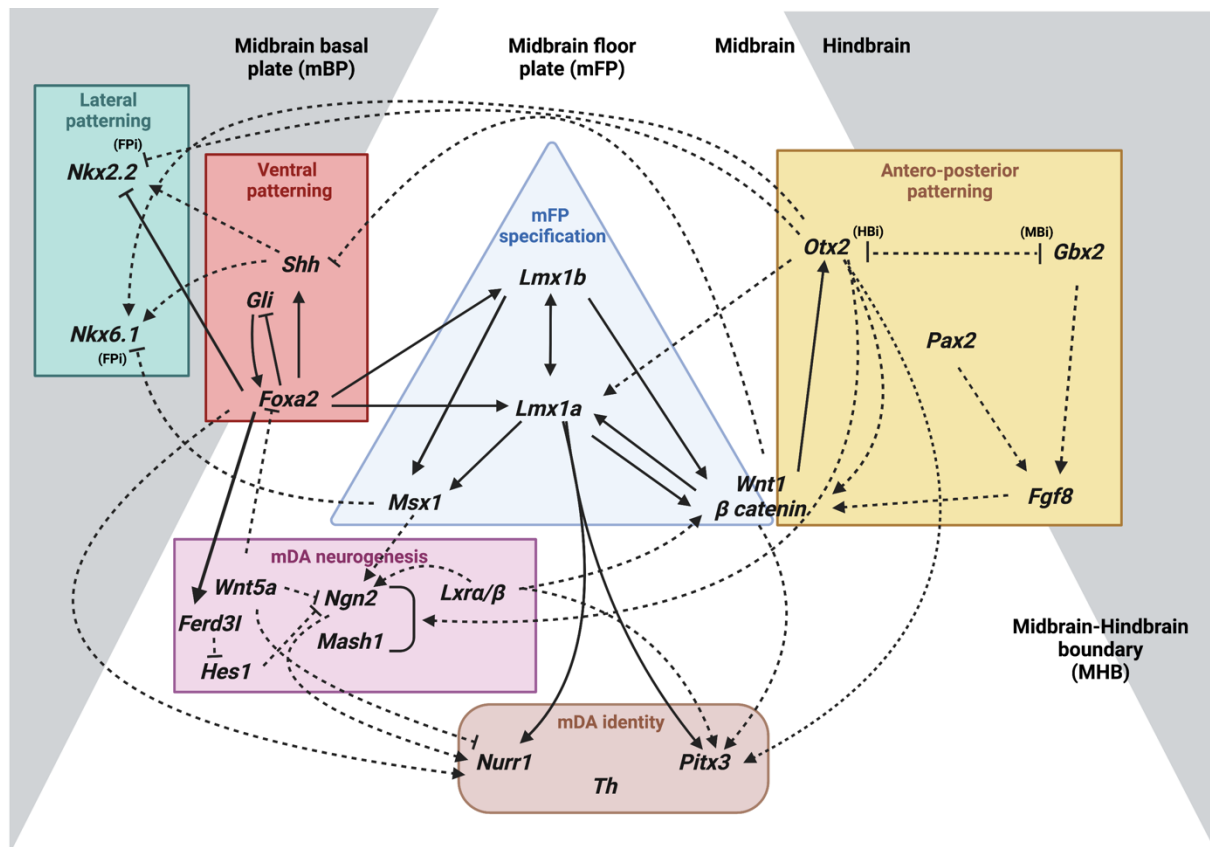 Midbrain basal
plate (mBP)
Midbrain floor
plate (mFP)
Midbrain
Hindbrain
Lateral
patterning
(FPi)
Nkx2.2
Nkx6.1
(FPi)
Ventral
patterning
Shh
Gli
Foxa2
mFP
specification
Lmx1b
Lmx1a
Msx1
Wnt1
β catenin
Antero-posterior
patterning
Otx2
(HBi)
(MBi)
Gbx2
Pax2
Fgf8
mDA neurogenesis
Wnt5a
Ngn2
Lxrα/β
Ferd3l
Mash1
Hes1
Midbrain-Hindbrain
boundary
(MHB)
mDA identity
Nurr1
Pitx3
Th